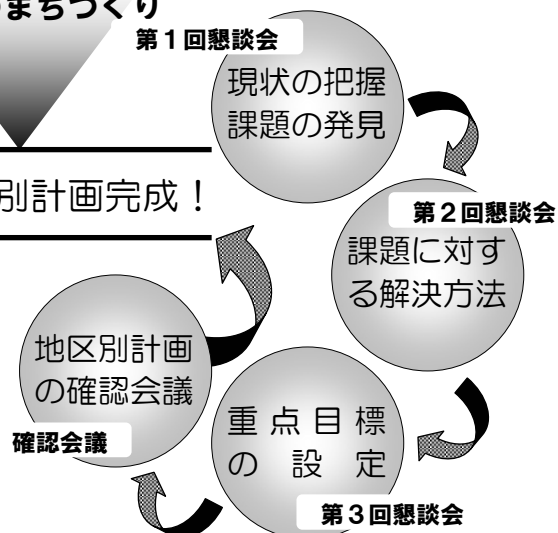 のまちづくり
第１回懇談会
現状の把握
課題の発見
別計画完成！
第２回懇談会
課題に対す
る解決方法
地区別計画
の確認会議
確認会議
重点目標
の設定
第３回懇談会